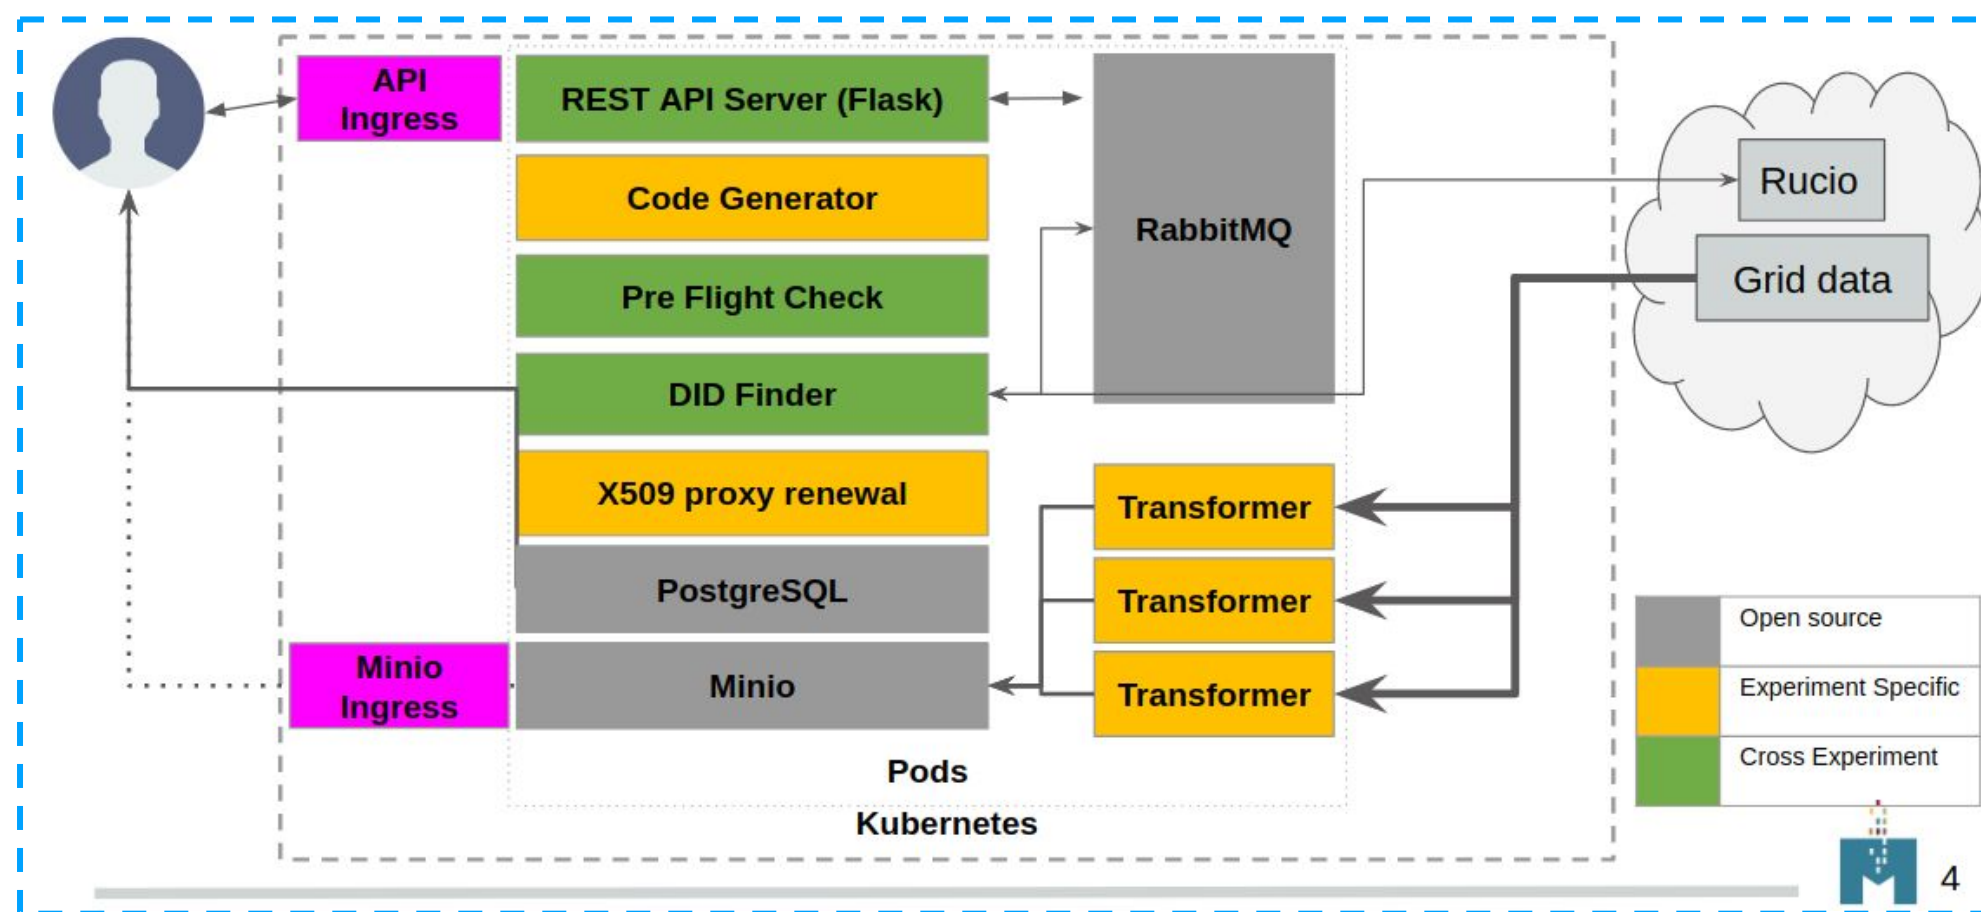 API
Ingress
REST API Server (Flask)
Code Generator
Pre Flight Check
DID Finder
X509 proxy renewal
PostgreSQL
Minio
Ingress
Minio
RabbitMQ
Transformer
Transformer
Transformer
Pods
Kubernetes
Rucio
Grid data
Open source
Experiment Specific
Cross Experiment
4